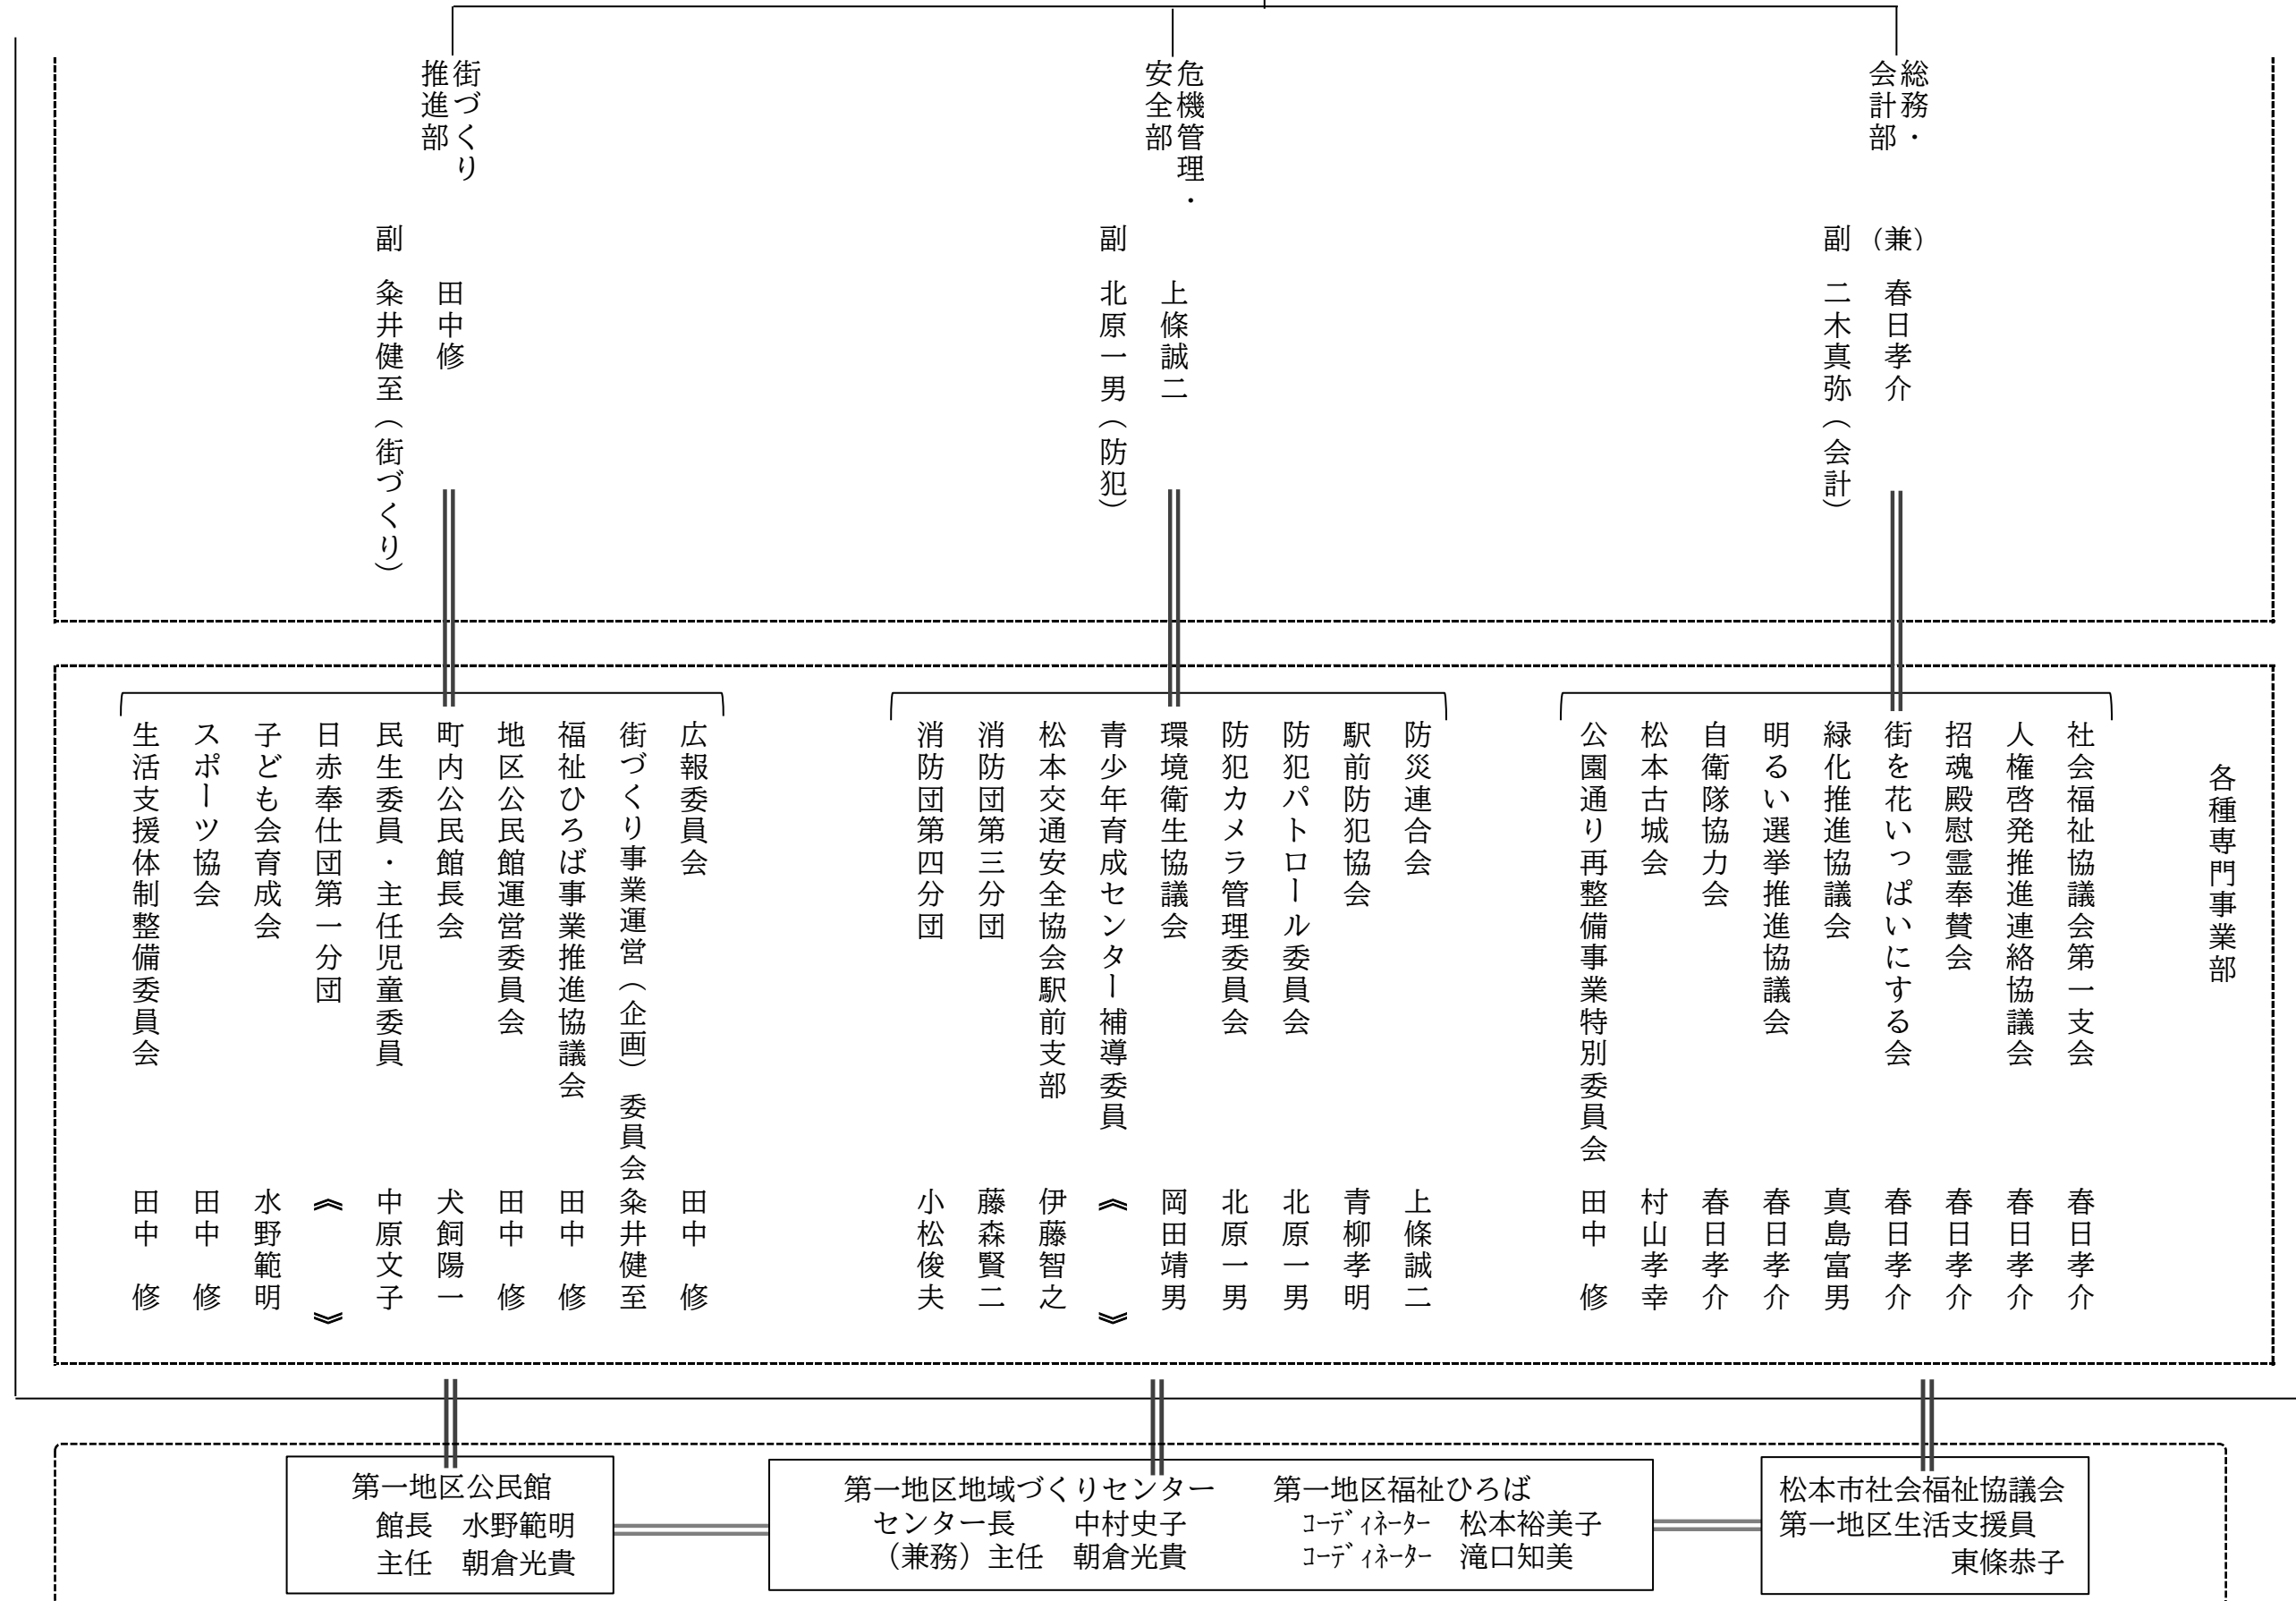 総務・
会計部
（兼）　春日孝介
副　二木真弥（会計）
危機管理・
安全部
上條誠二
副　北原一男（防犯）
街づくり
推進部
田中修
副　粂井健至（街づくり）
各種専門事業部
社会福祉協議会第一支会　春日孝介
人権啓発推進連絡協議会　春日孝介
招魂殿慰霊奉賛会　春日孝介
街を花いっぱいにする会　春日孝介
緑化推進協議会　真島富男
明るい選挙推進協議会　春日孝介
自衛隊協力会　春日孝介
松本古城会　村山孝幸
公園通り再整備事業特別委員会　田中　修
防災連合会　上條誠二
駅前防犯協会　青柳孝明
防犯パトロール委員会　北原一男
防犯カメラ管理委員会　北原一男
環境衛生協議会　岡田靖男
青少年育成センター補導委員　《　　》
松本交通安全協会駅前支部　伊藤智之
消防団第三分団　藤森賢二
消防団第四分団　小松俊夫
広報委員会　田中　修
街づくり事業運営（企画）委員会　粂井健至
福祉ひろば事業推進協議会　田中　修
地区公民館運営委員会　田中　修
町内公民館長会　犬飼陽一
民生委員・主任児童委員　中原文子
日赤奉仕団第一分団　《　　》
子ども会育成会　水野範明
スポーツ協会　田中　修
生活支援体制整備委員会　田中　修
第一地区公民館
館長　水野範明
主任　朝倉光貴
第一地区地域づくりセンター
センター長　中村史子
（兼務）主任　朝倉光貴
第一地区福祉ひろば
ｺｰﾃﾞｨﾈｰﾀｰ　松本裕美子
ｺｰﾃﾞｨﾈｰﾀｰ　滝口知美
松本市社会福祉協議会
第一地区生活支援員
東條恭子